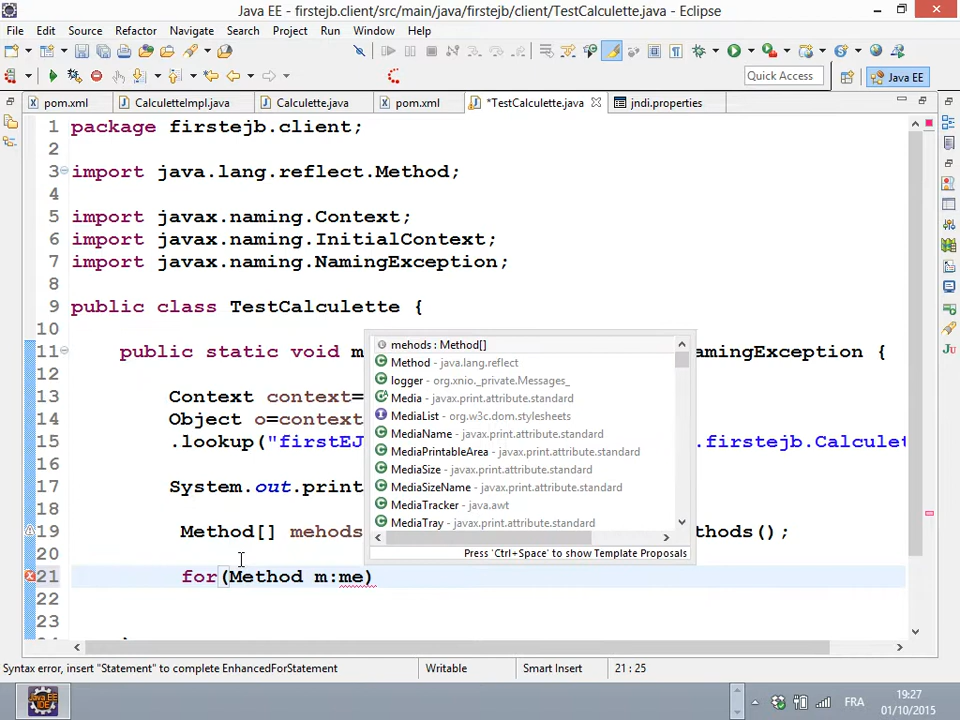 Java EE - firstejb.client/src/main/java/firstejb/client/TestCalculette.java - Eclipse
File Edit Source Refactor Navigate Search Project Run Window Help
Quick Access Java EE
pom.xml CalculetteImpl.java Calculette.java pom.xml *TestCalculette.java jndi.properties
1 package firstejb.client;
2
3 import java.lang.reflect.Method;
4
5 import javax.naming.Context;
6 import javax.naming.InitialContext;
7 import javax.naming.NamingException;
8
9 public class TestCalculette {
10
11 public static void m amingException {
12
13 Context context=
14 Object o=context
15 .lookup("firstEJ .firstejb.Calculet
16
17 System.out.print
18
19 Method[] mehods thods();
20
21 for(Method m:me)
22
23
mehods : Method[]
Method - java.lang.reflect
logger - org.xnio._private.Messages_
Media - javax.print.attribute.standard
MediaList - org.w3c.dom.stylesheets
MediaName - javax.print.attribute.standard
MediaPrintableArea - javax.print.attribute.standard
MediaSize - javax.print.attribute.standard
MediaSizeName - javax.print.attribute.standard
MediaTracker - java.awt
MediaTray - javax.print.attribute.standard
Press 'Ctrl+Space' to show Template Proposals
Syntax error, insert "Statement" to complete EnhancedForStatement Writable Smart Insert 21 : 25
Java EE IDE FRA 19:27
01/10/2015